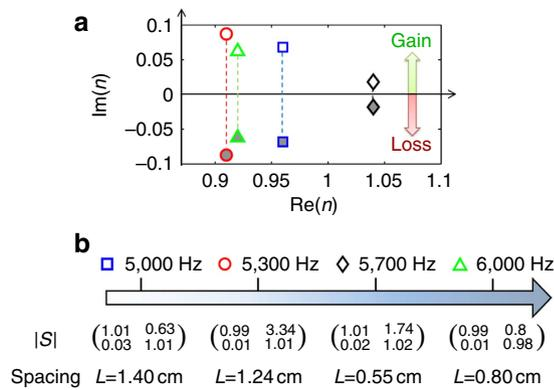 a
Im(n)
0.1
0.05
0
−0.05
−0.1
Gain
Loss
0.9 0.95 1 1.05 1.1
Re(n)
b
5,000 Hz 5,300 Hz 5,700 Hz 6,000 Hz
|S| (1.01 0.63 (0.99 3.34 (1.01 1.74 (0.99 0.8
0.03 1.01) 0.01 1.01) 0.02 1.02) 0.01 0.98)
Spacing L=1.40 cm L=1.24 cm L=0.55 cm L=0.80 cm